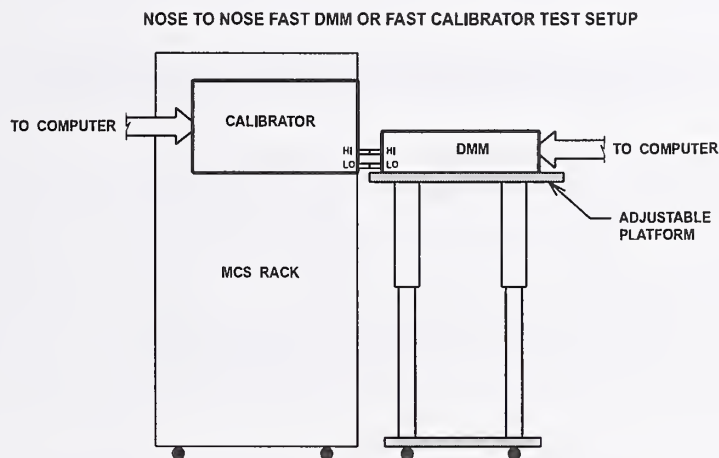 NOSE TO NOSE FAST DMM OR FAST CALIBRATOR TEST SETUP
TO COMPUTER
CALIBRATOR
HI
LO
HI
LO
DMM
TO COMPUTER
ADJUSTABLE
PLATFORM
MCS RACK